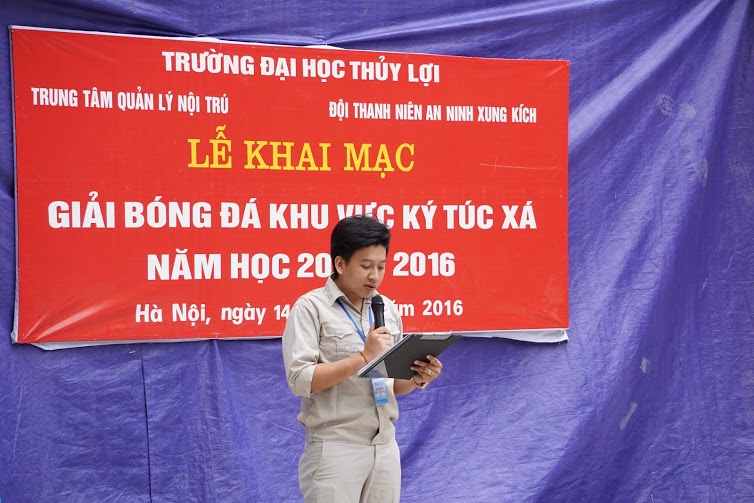 TRƯỜNG ĐẠI HỌC THỦY LỢI
TRUNG TÂM QUẢN LÝ NỘI TRÚ ĐỘI THANH NIÊN AN NINH XUNG KÍCH
LỄ KHAI MẠC
GIẢI BÓNG ĐÁ KHU VỰC KÝ TÚC XÁ
NĂM HỌC 2016
Hà Nội, ngày 14 2016